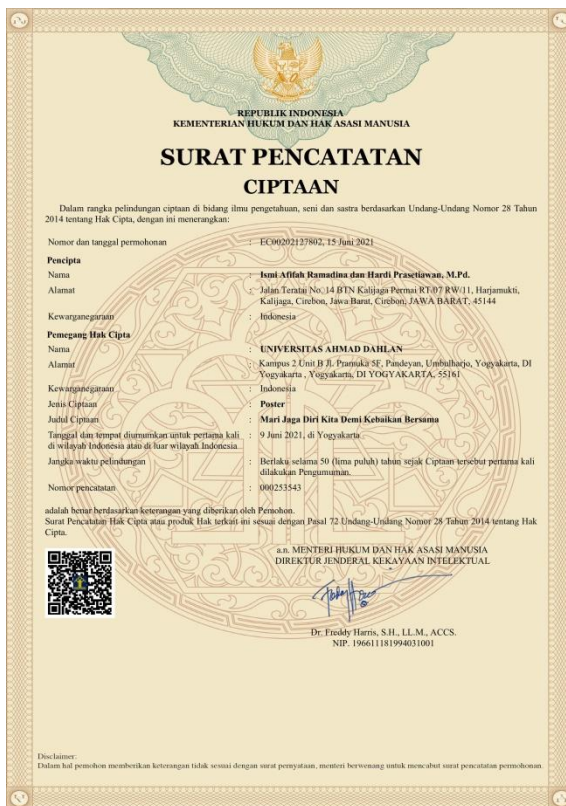 REPUBLIK INDONESIA
KEMENTERIAN HUKUM DAN HAK ASASI MANUSIA
SURAT PENCATATAN
CIPTAAN
Dalam rangka pelindungan ciptaan di bidang ilmu pengetahuan, seni dan sastra berdasarkan Undang-Undang Nomor 28 Tahun
2014 tentang Hak Cipta, dengan ini menerangkan:
Nomor dan tanggal permohonan : EC00202127802, 15 Juni 2021
Pencipta
Nama : Ismi Afifah Ramadina dan Hardi Prasetiawan, M.Pd.
Alamat : Jalan Teratai No. 14 BTN Kalijaga Permai RT/07 RW/11, Harjamukti,
Kalijaga, Cirebon, Jawa Barat, Cirebon, JAWA BARAT, 45144
Kewarganegaraan : Indonesia
Pemegang Hak Cipta
Nama : UNIVERSITAS AHMAD DAHLAN
Alamat : Kampus 2 Unit B Jl. Pramuka 5F, Pandeyan, Umbulharjo, Yogyakarta, DI
Yogyakarta , Yogyakarta, DI YOGYAKARTA, 55161
Kewarganegaraan : Indonesia
Jenis Ciptaan : Poster
Judul Ciptaan : Mari Jaga Diri Kita Demi Kebaikan Bersama
Tanggal dan tempat diumumkan untuk pertama kali : 9 Juni 2021, di Yogyakarta
di wilayah Indonesia atau di luar wilayah Indonesia
Jangka waktu pelindungan : Berlaku selama 50 (lima puluh) tahun sejak Ciptaan tersebut pertama kali
dilakukan Pengumuman.
Nomor pencatatan : 000253543
adalah benar berdasarkan keterangan yang diberikan oleh Pemohon.
Surat Pencatatan Hak Cipta atau produk Hak terkait ini sesuai dengan Pasal 72 Undang-Undang Nomor 28 Tahun 2014 tentang Hak
Cipta.
a.n. MENTERI HUKUM DAN HAK ASASI MANUSIA
DIREKTUR JENDERAL KEKAYAAN INTELEKTUAL
Dr. Freddy Harris, S.H., LL.M., ACCS.
NIP. 196611181994031001
Disclaimer:
Dalam hal pemohon memberikan keterangan tidak sesuai dengan surat pernyataan, menteri berwenang untuk mencabut surat pencatatan permohonan.